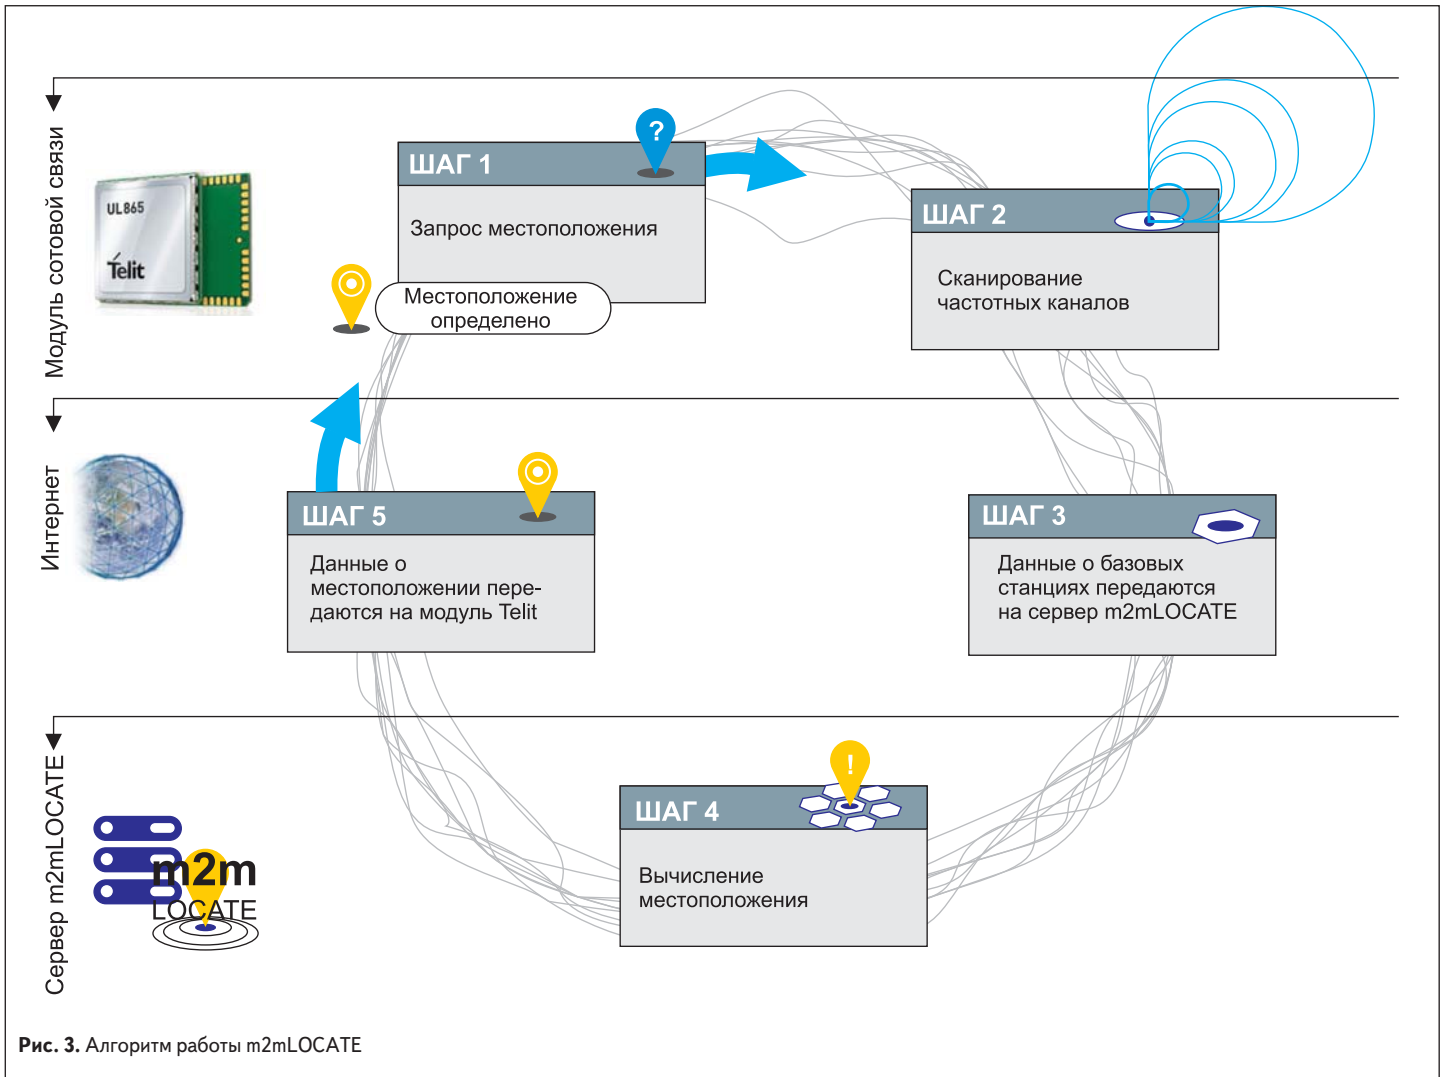 Модуль сотовой связи
UL865
Telit
ШАГ 1
?
Запрос местоположения
Местоположение
определено
ШАГ 2
Сканирование
частотных каналов
Интернет
ШАГ 5
Данные о
местоположении пере-
даются на модуль Telit
ШАГ 3
Данные о базовых
станциях передаются
на сервер m2mLOCATE
Сервер m2mLOCATE
m2m
LOCATE
ШАГ 4
!
Вычисление
местоположения
Рис. 3. Алгоритм работы m2mLOCATE